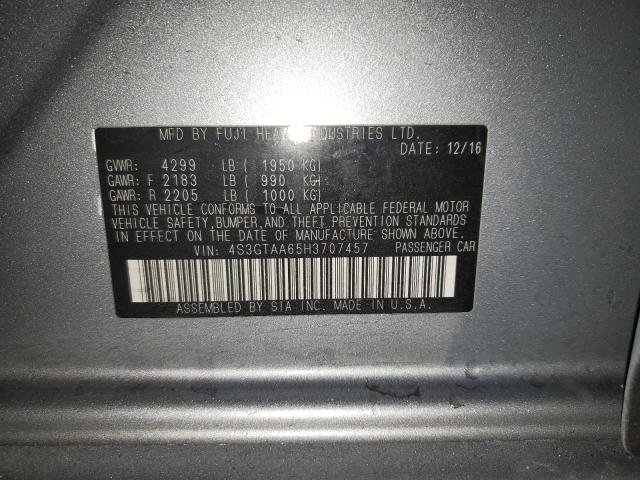 MFD BY FUJI HEAVY INDUSTRIES LTD.
DATE: 12/16
GVWR: 4299 LB ( 1950 KG)
GAWR: F 2183 LB ( 990 KG)
GAWR: R 2205 LB ( 1000 KG)
THIS VEHICLE CONFORMS TO ALL APPLICABLE FEDERAL MOTOR
VEHICLE SAFETY, BUMPER, AND THEFT PREVENTION STANDARDS
IN EFFECT ON THE DATE OF MANUFACTURE SHOWN ABOVE.
VIN: 4S3GTAA65H3707457 PASSENGER CAR
ASSEMBLED BY SIA INC. MADE IN U.S.A.